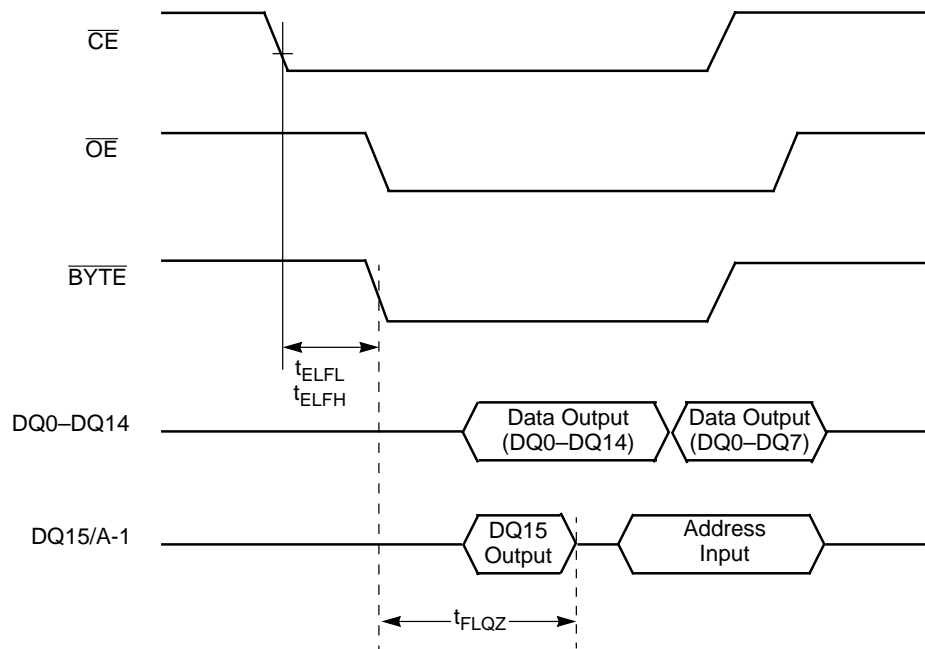 CE
OE
BYTE
tELFL
tELFH
DQ0–DQ14
Data Output
(DQ0–DQ14)
Data Output
(DQ0–DQ7)
DQ15/A-1
DQ15
Output
Address
Input
tFLQZ